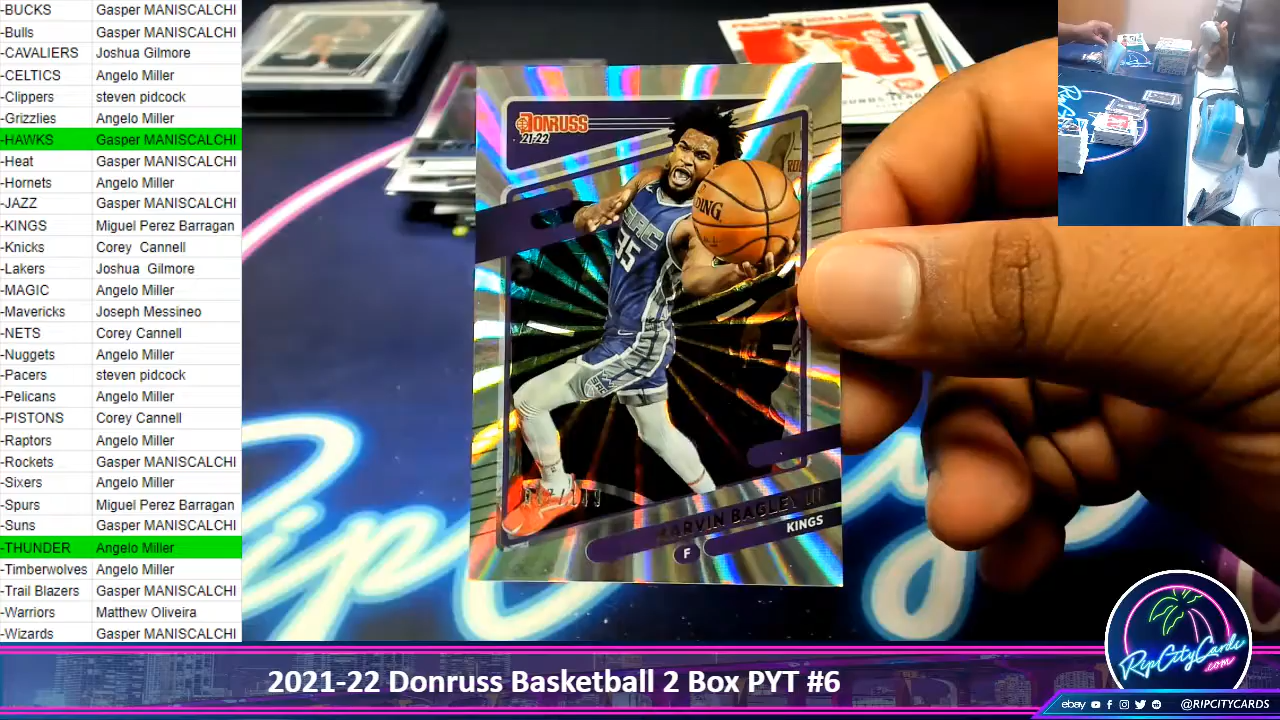 -BUCKS Gasper MANISCALCHI
-Bulls Gasper MANISCALCHI
-CAVALIERS Joshua Gilmore
-CELTICS Angelo Miller
-Clippers steven pidcock
-Grizzlies Angelo Miller
-HAWKS Gasper MANISCALCHI
-Heat Gasper MANISCALCHI
-Hornets Angelo Miller
-JAZZ Gasper MANISCALCHI
-KINGS Miguel Perez Barragan
-Knicks Corey Cannell
-Lakers Joshua Gilmore
-MAGIC Angelo Miller
-Mavericks Joseph Messineo
-NETS Corey Cannell
-Nuggets Angelo Miller
-Pacers steven pidcock
-Pelicans Angelo Miller
-PISTONS Corey Cannell
-Raptors Angelo Miller
-Rockets Gasper MANISCALCHI
-Sixers Angelo Miller
-Spurs Miguel Perez Barragan
-Suns Gasper MANISCALCHI
-THUNDER Angelo Miller
-Timberwolves Angelo Miller
-Trail Blazers Gasper MANISCALCHI
-Warriors Matthew Oliveira
-Wizards Gasper MANISCALCHI
DONRUSS
21-22
DING
SAC
35
MARVIN BAGLEY III
KINGS
F
Rip
RipCityCards
.com
2021-22 Donruss Basketball 2 Box PYT #6
ebay @RIPCITYCARDS